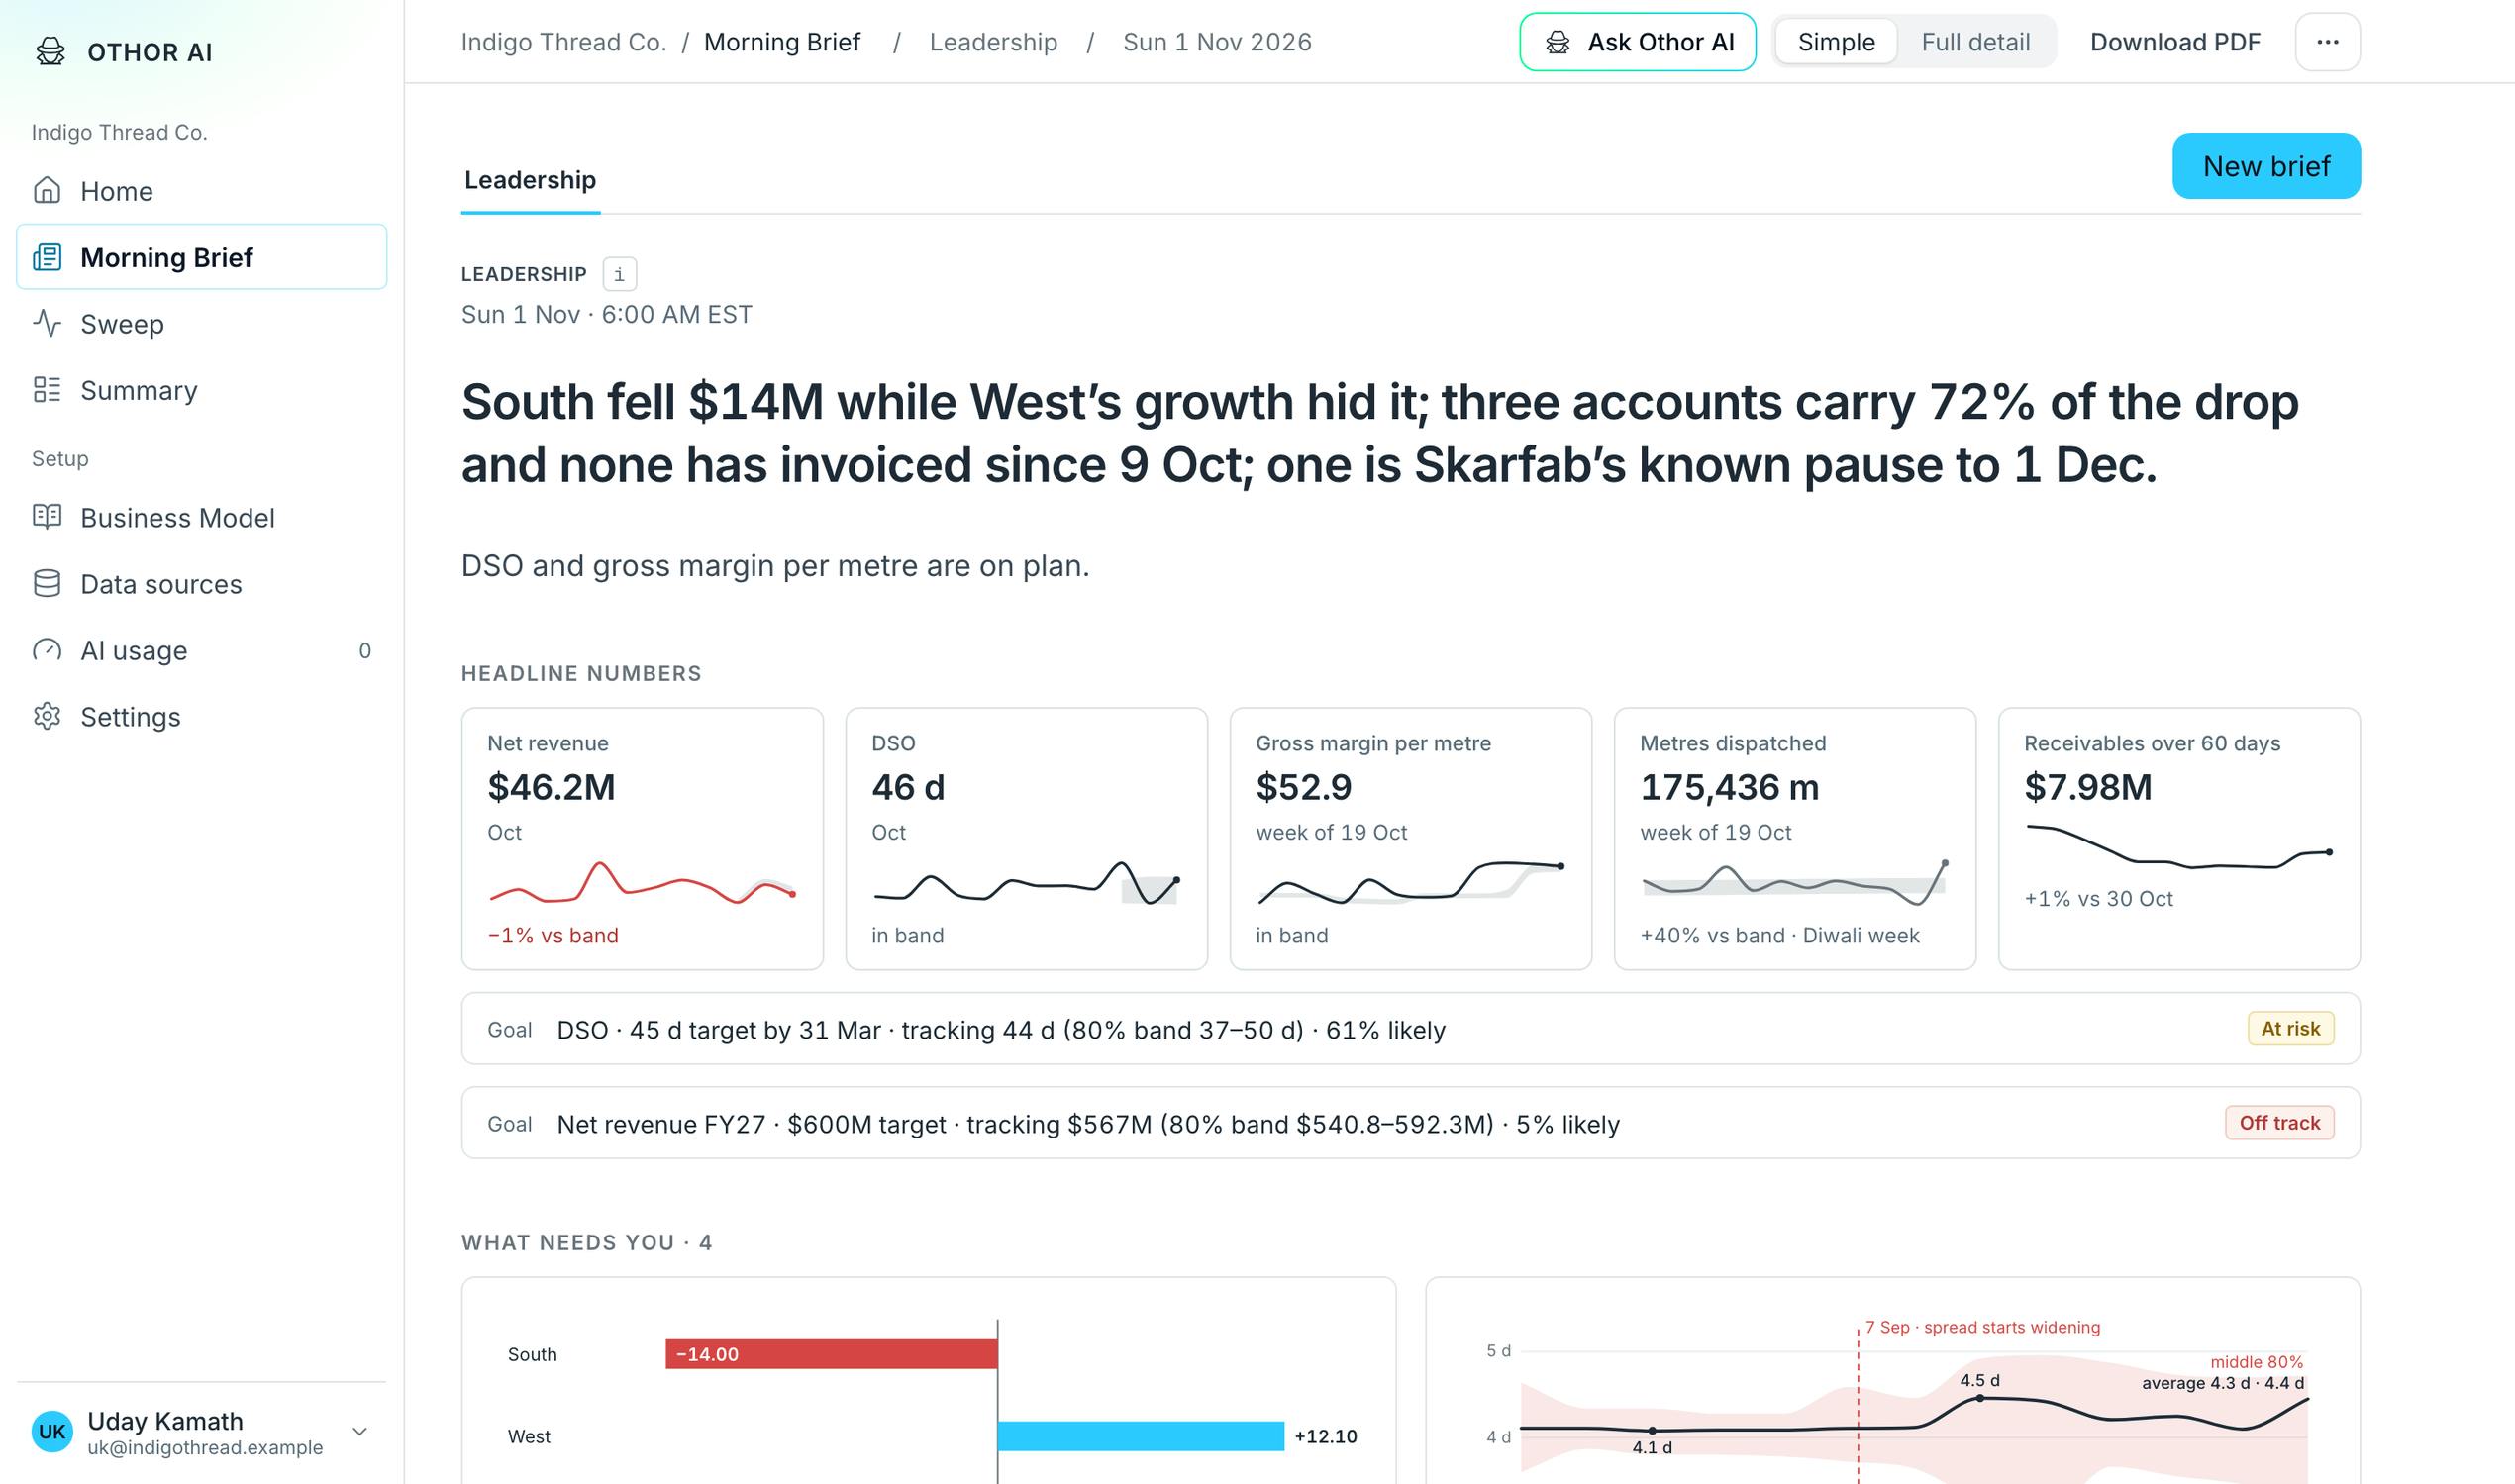 OTHOR AI
Indigo Thread Co.
Home
Morning Brief
Sweep
Summary
Setup
Business Model
Data sources
AI usage 0
Settings
UK
Uday Kamath
uk@indigothread.example
Indigo Thread Co. / Morning Brief / Leadership / Sun 1 Nov 2026
Ask Othor AI
Simple
Full detail
Download PDF
···
Leadership
New brief
LEADERSHIP i
Sun 1 Nov · 6:00 AM EST
South fell $14M while West’s growth hid it; three accounts carry 72% of the drop
and none has invoiced since 9 Oct; one is Skarfab’s known pause to 1 Dec.
DSO and gross margin per metre are on plan.
HEADLINE NUMBERS
Net revenue
$46.2M
Oct
−1% vs band
DSO
46 d
Oct
in band
Gross margin per metre
$52.9
week of 19 Oct
in band
Metres dispatched
175,436 m
week of 19 Oct
+40% vs band · Diwali week
Receivables over 60 days
$7.98M
+1% vs 30 Oct
Goal DSO · 45 d target by 31 Mar · tracking 44 d (80% band 37–50 d) · 61% likely At risk
Goal Net revenue FY27 · $600M target · tracking $567M (80% band $540.8–592.3M) · 5% likely Off track
WHAT NEEDS YOU · 4
South −14.00
West +12.10
7 Sep · spread starts widening
5 d
middle 80%
4.5 d
average 4.3 d · 4.4 d
4 d
4.1 d